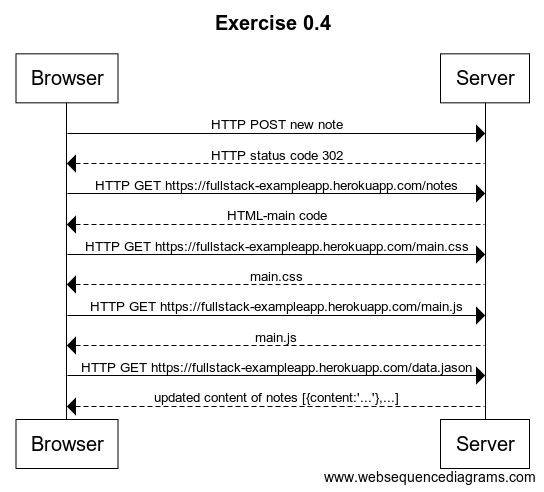 Exercise 0.4
Browser
Server
HTTP POST new note
HTTP status code 302
HTTP GET https://fullstack-exampleapp.herokuapp.com/notes
HTML-main code
HTTP GET https://fullstack-exampleapp.herokuapp.com/main.css
main.css
HTTP GET https://fullstack-exampleapp.herokuapp.com/main.js
main.js
HTTP GET https://fullstack-exampleapp.herokuapp.com/data.jason
updated content of notes [{content:'...'},...]
Browser
Server
www.websequencediagrams.com